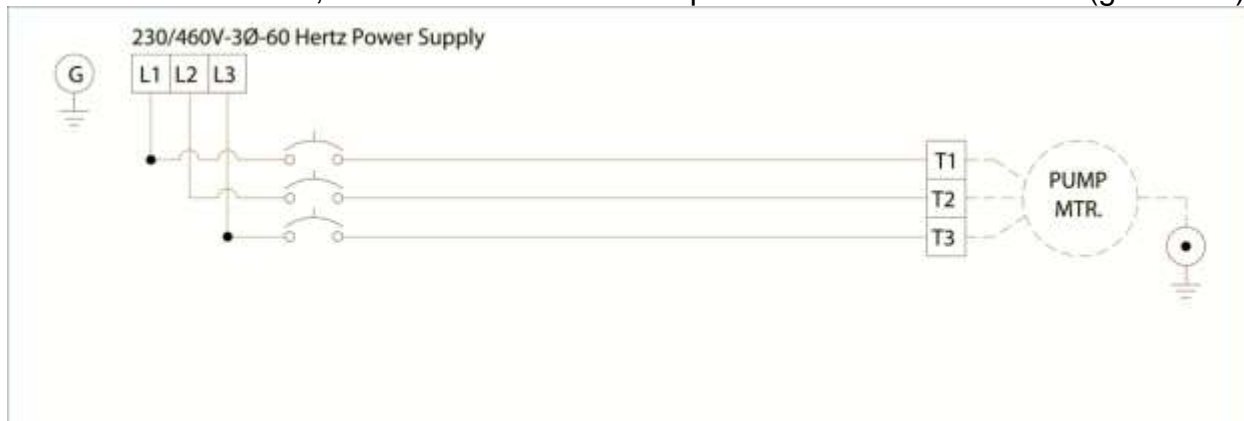 230/460V-3Ø-60 Hertz Power Supply
G
L1 L2 L3
T1
T2
T3
PUMP
MTR.